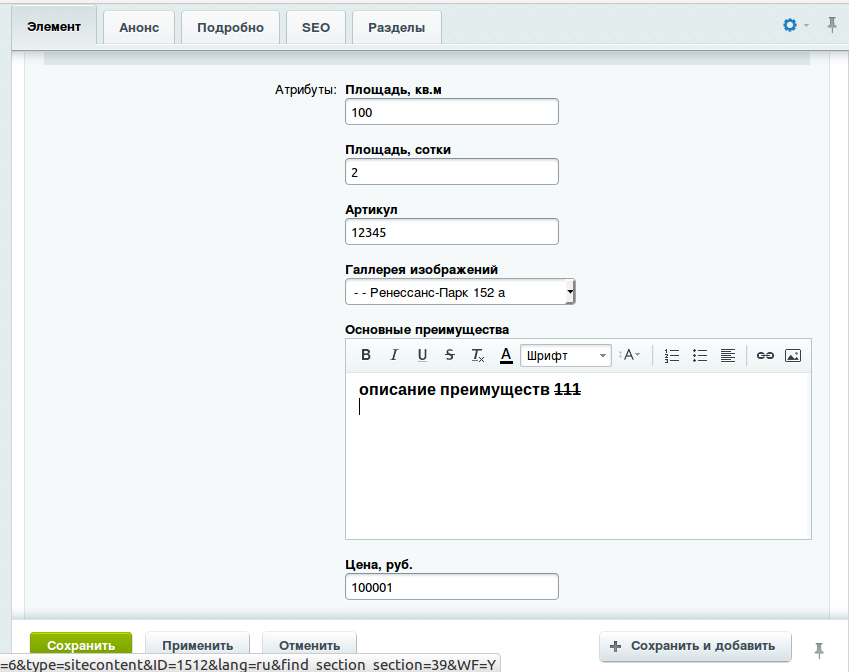 Элемент Анонс Подробно SEO Разделы
Атрибуты: Площадь, кв.м
100
Площадь, сотки
2
Артикул
12345
Галлерея изображений
- - Ренессанс-Парк 152 а
Основные преимущества
B I U S Tx A Шрифт A
описание преимуществ 111
Цена, руб.
100001
Сохранить Применить Отменить + Сохранить и добавить
=6&type=sitecontent&ID=1512&lang=ru&find_section_section=39&WF=Y